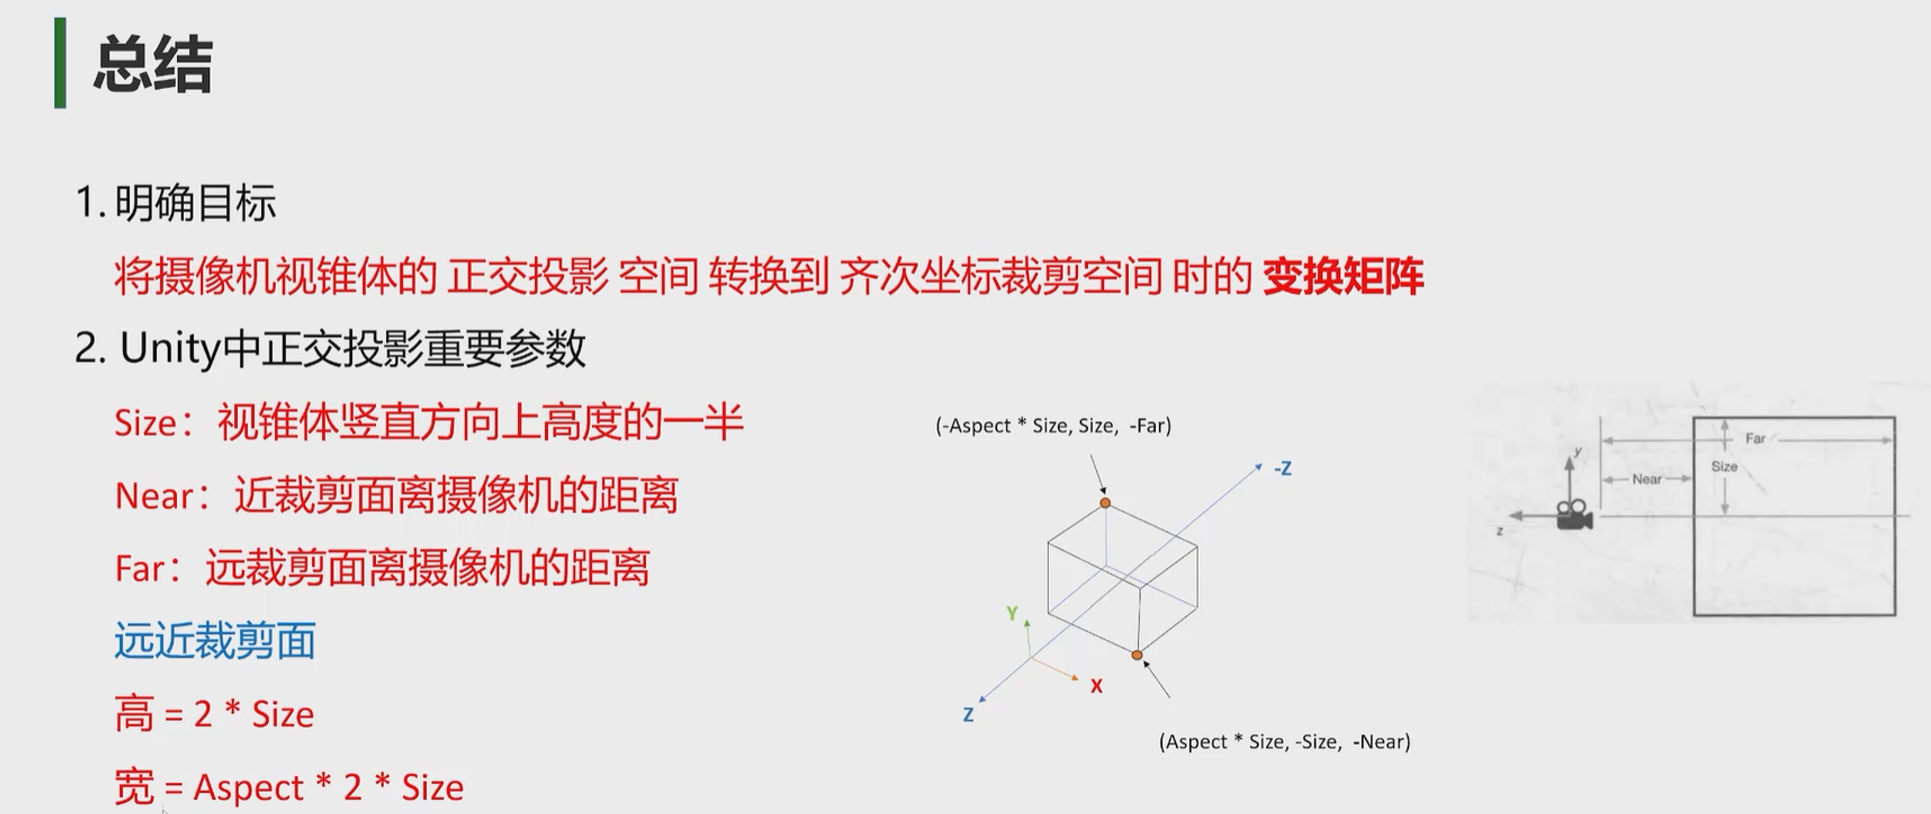 总结
1. 明确目标
将摄像机视锥体的 正交投影 空间 转换到 齐次坐标裁剪空间 时的 变换矩阵
2. Unity中正交投影重要参数
Size：视锥体竖直方向上高度的一半
Near：近裁剪面离摄像机的距离
Far：远裁剪面离摄像机的距离
远近裁剪面
高 = 2 * Size
宽 = Aspect * 2 * Size
(-Aspect * Size, Size, -Far)
-Z
Y
X
Z
(Aspect * Size, -Size, -Near)
Far
y
Size
Near
z